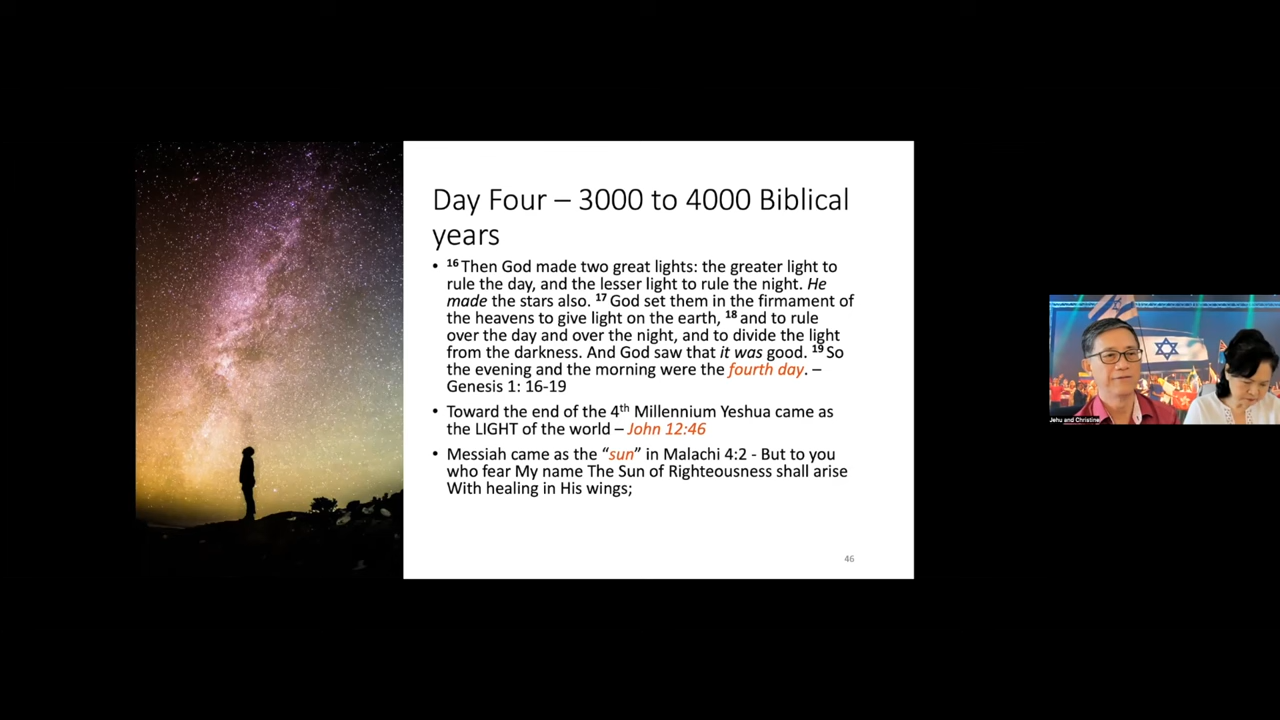 Day Four – 3000 to 4000 Biblical
years
• 16 Then God made two great lights: the greater light to
rule the day, and the lesser light to rule the night. He
made the stars also. 17 God set them in the firmament of
the heavens to give light on the earth, 18 and to rule
over the day and over the night, and to divide the light
from the darkness. And God saw that it was good. 19 So
the evening and the morning were the fourth day. –
Genesis 1: 16-19
• Toward the end of the 4th Millennium Yeshua came as
the LIGHT of the world – John 12:46
• Messiah came as the “sun” in Malachi 4:2 - But to you
who fear My name The Sun of Righteousness shall arise
With healing in His wings;
46
Jehu and Christine